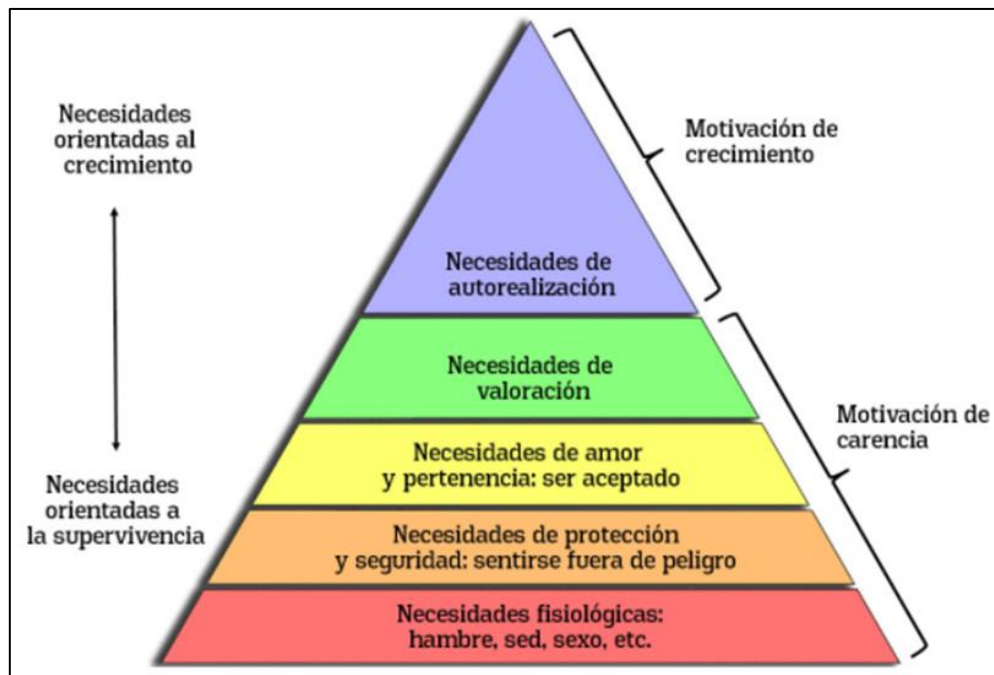 Necesidades
orientadas al
crecimiento
Motivación de
crecimiento
Necesidades de
autorealización
Necesidades de
valoración
Motivación de
carencia
Necesidades de amor
y pertenencia: ser aceptado
Necesidades
orientadas a
la supervivencia
Necesidades de protección
y seguridad: sentirse fuera de peligro
Necesidades fisiológicas:
hambre, sed, sexo, etc.